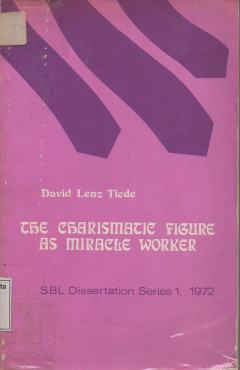 David Lenz Tiede
THE CHARISMATIC FIGURE
AS MIRACLE WORKER
SBL Dissertation Series 1, 1972